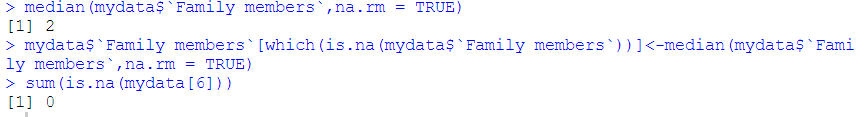 > median(mydata$`Family members`,na.rm = TRUE)
[1] 2
> mydata$`Family members`[which(is.na(mydata$`Family members`))]<-median(mydata$`Fami
ly members`,na.rm = TRUE)
> sum(is.na(mydata[6]))
[1] 0